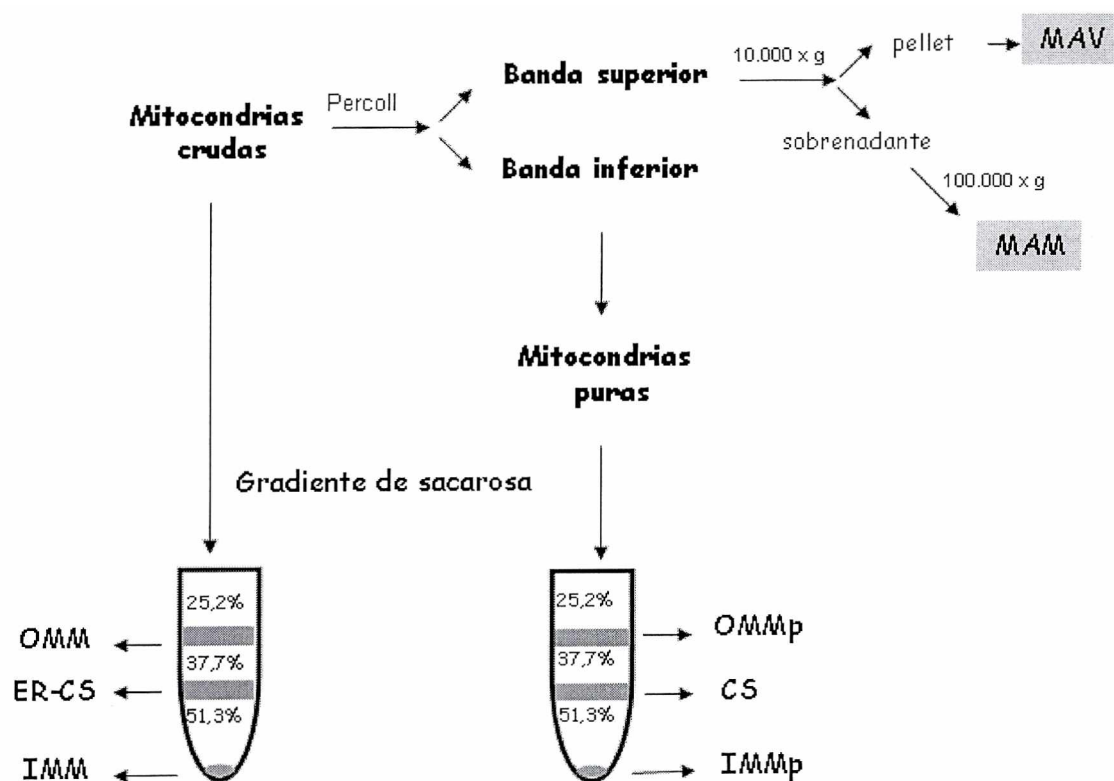 10.000 x g
pellet
MAV
Banda superior
Percoll
Mitocondrias
crudas
sobrenadante
Banda inferior
100.000 x g
MAM
Mitocondrias
puras
Gradiente de sacarosa
25,2%
OMM
37,7%
ER-CS
51,3%
IMM
25,2%
OMMp
37,7%
CS
51,3%
IMMp